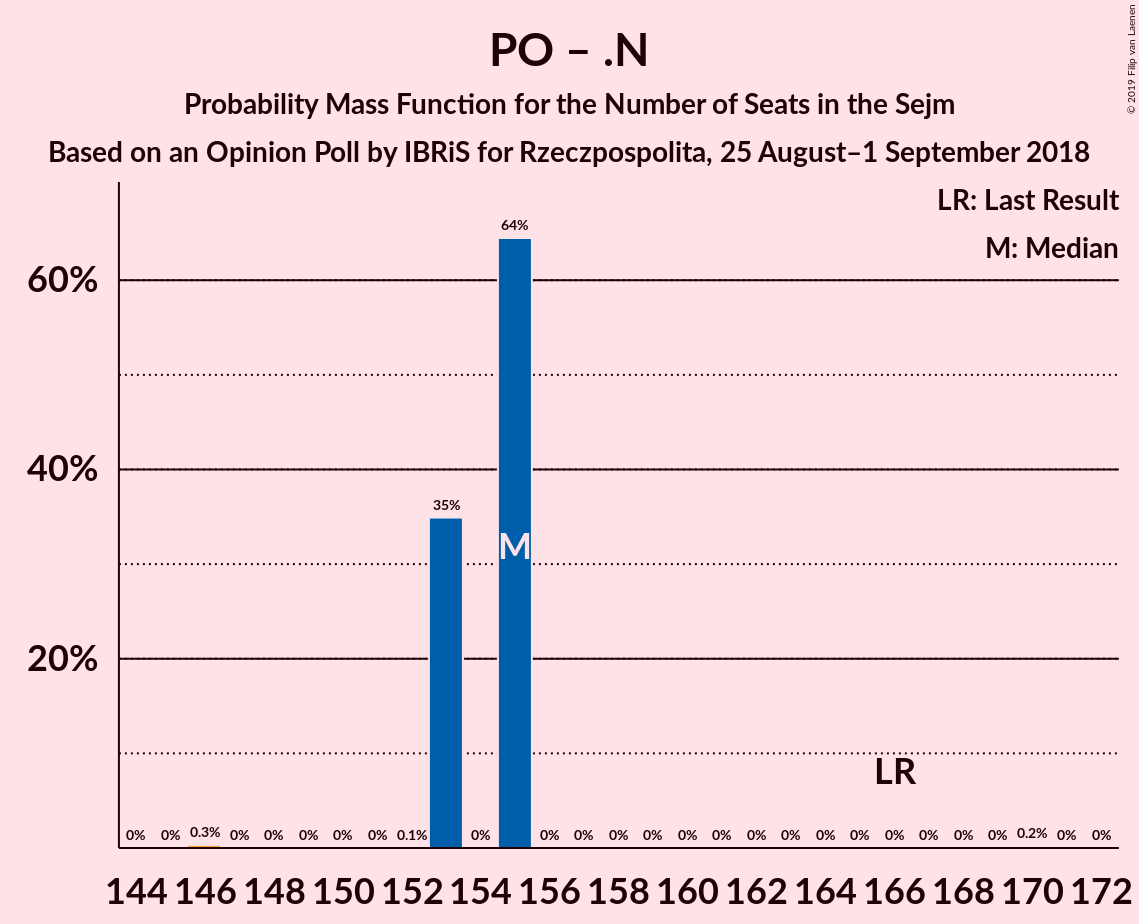 PO – .N
Probability Mass Function for the Number of Seats in the Sejm
Based on an Opinion Poll by IBRiS for Rzeczpospolita, 25 August–1 September 2018
© 2019 Filip van Laenen
LR: Last Result
M: Median
64%
60%
40%
35%
M
20%
LR
0% 0% 0.3% 0% 0% 0% 0% 0% 0.1% 0% 0% 0% 0% 0% 0% 0% 0% 0% 0% 0% 0% 0% 0% 0% 0.2% 0% 0%
144 146 148 150 152 154 156 158 160 162 164 166 168 170 172